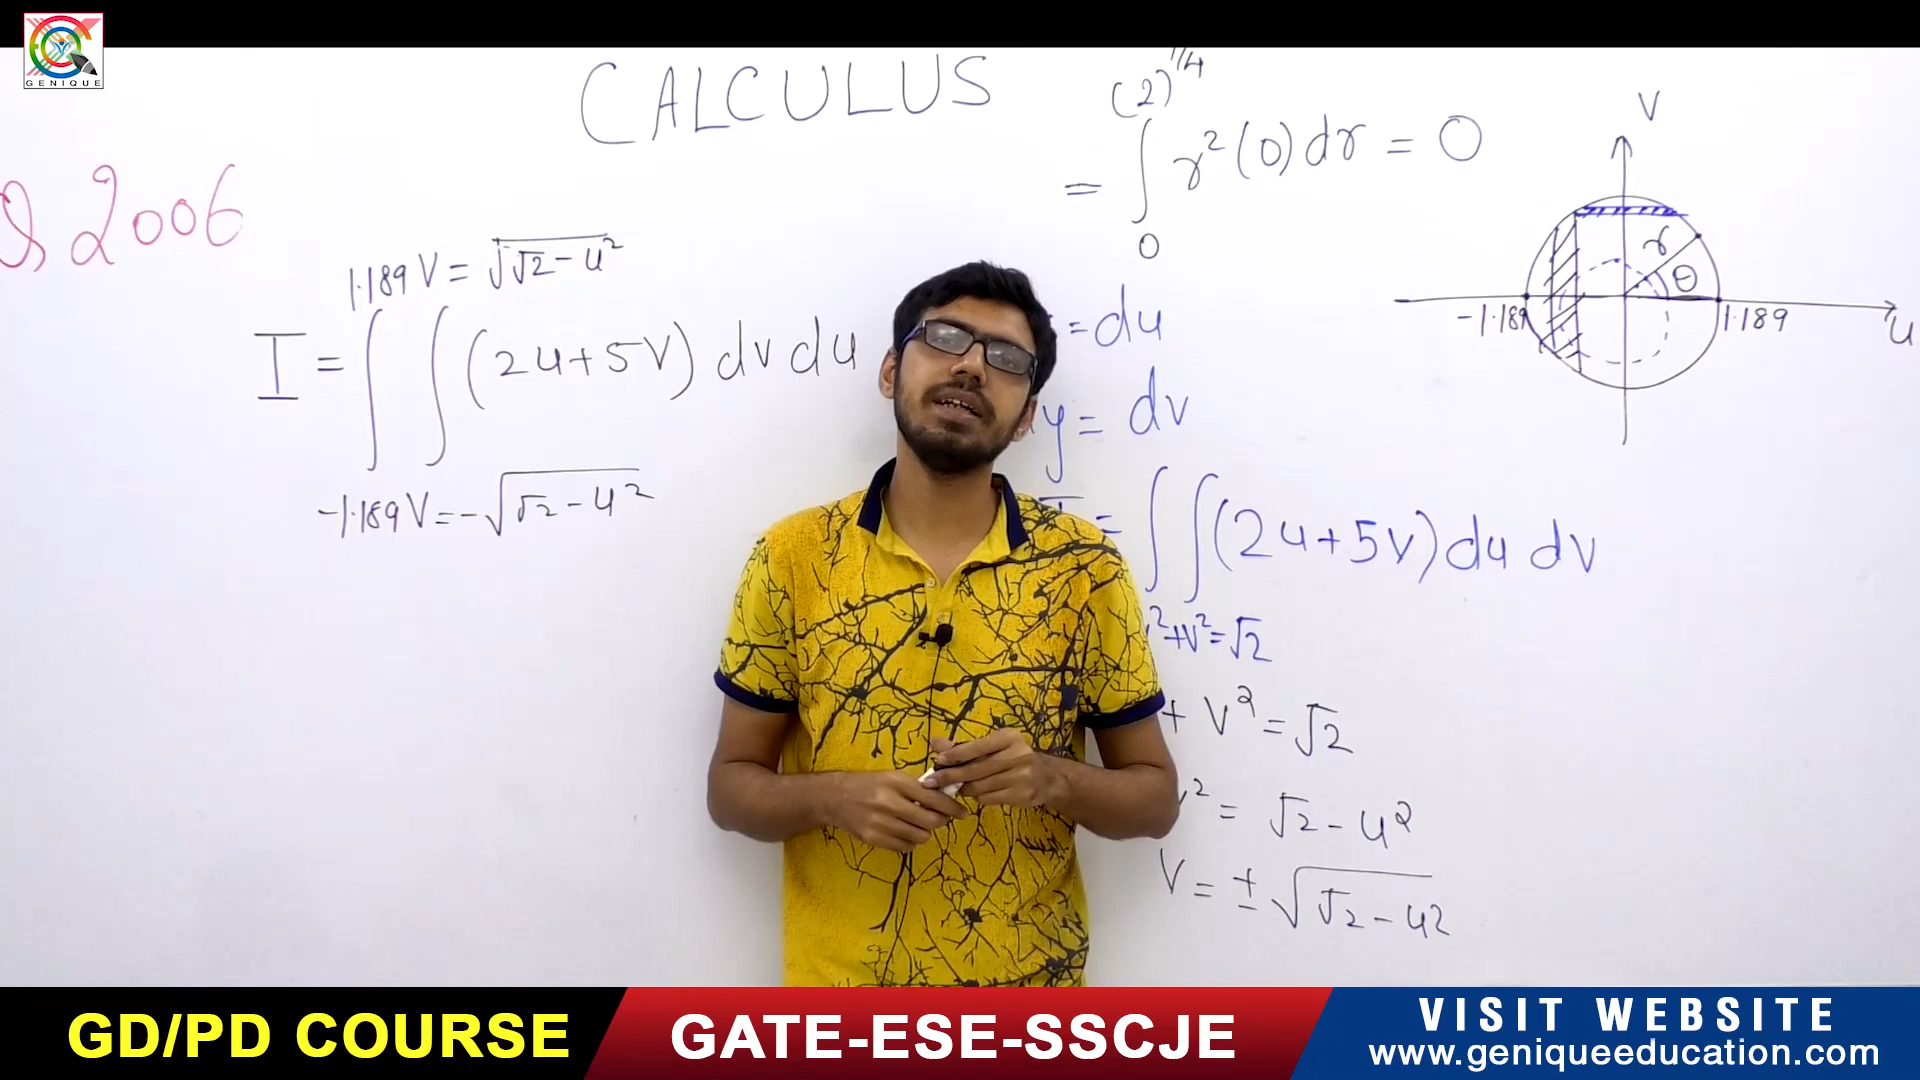 GENIQUE
CALCULUS
2006
1.189 V = √(√2 - u²)
I = ∫ ∫ (2u + 5V) dv du
-1.189 V = -√(√2 - u²)
(2)^1/4
= ∫ r² (0) dr = 0
0
= du
y = dv
= ∫ ∫ (2u + 5V) du dv
² + V² = √2
+ V² = √2
² = √2 - u²
V = ± √(√2 - u²)
V
r
θ
-1.189
1.189
u
GD/PD COURSE
GATE-ESE-SSCJE
VISIT WEBSITE
www.geniqueeducation.com